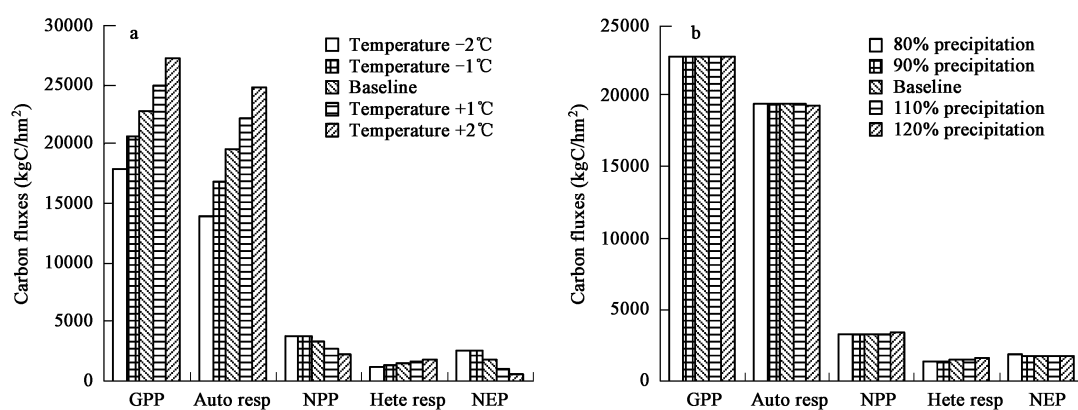 a
Carbon fluxes (kgC/hm²)
30000
25000
20000
15000
10000
5000
0
Temperature −2℃
Temperature −1℃
Baseline
Temperature +1℃
Temperature +2℃
GPP Auto resp NPP Hete resp NEP
b
Carbon fluxes (kgC/hm²)
25000
20000
15000
10000
5000
0
80% precipitation
90% precipitation
Baseline
110% precipitation
120% precipitation
GPP Auto resp NPP Hete resp NEP